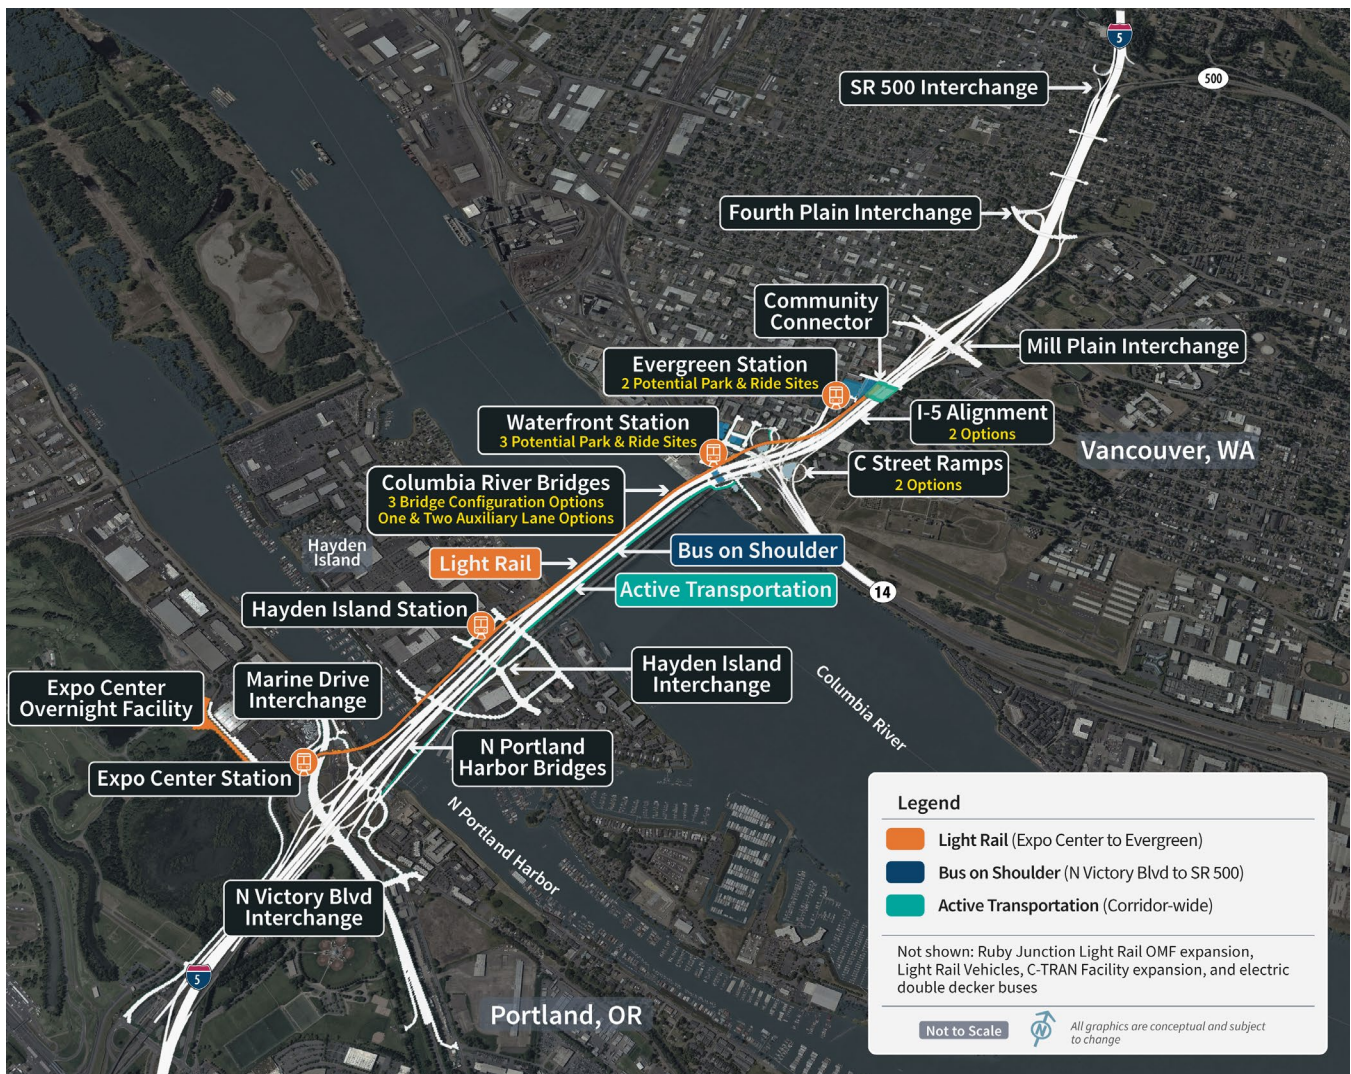 5
SR 500 Interchange
500
Fourth Plain Interchange
Community
Connector
Mill Plain Interchange
Evergreen Station
2 Potential Park & Ride Sites
I-5 Alignment
2 Options
Waterfront Station
3 Potential Park & Ride Sites
Vancouver, WA
C Street Ramps
2 Options
Columbia River Bridges
3 Bridge Configuration Options
One & Two Auxiliary Lane Options
Hayden
Island
Light Rail
Bus on Shoulder
Active Transportation
14
Hayden Island Station
Hayden Island
Interchange
Marine Drive
Interchange
Expo Center
Overnight Facility
Columbia River
N Portland
Harbor Bridges
Expo Center Station
N Portland Harbor
N Victory Blvd
Interchange
5
Portland, OR
Legend
Light Rail (Expo Center to Evergreen)
Bus on Shoulder (N Victory Blvd to SR 500)
Active Transportation (Corridor-wide)
Not shown: Ruby Junction Light Rail OMF expansion,
Light Rail Vehicles, C-TRAN Facility expansion, and electric
double decker buses
Not to Scale
N
All graphics are conceptual and subject
to change